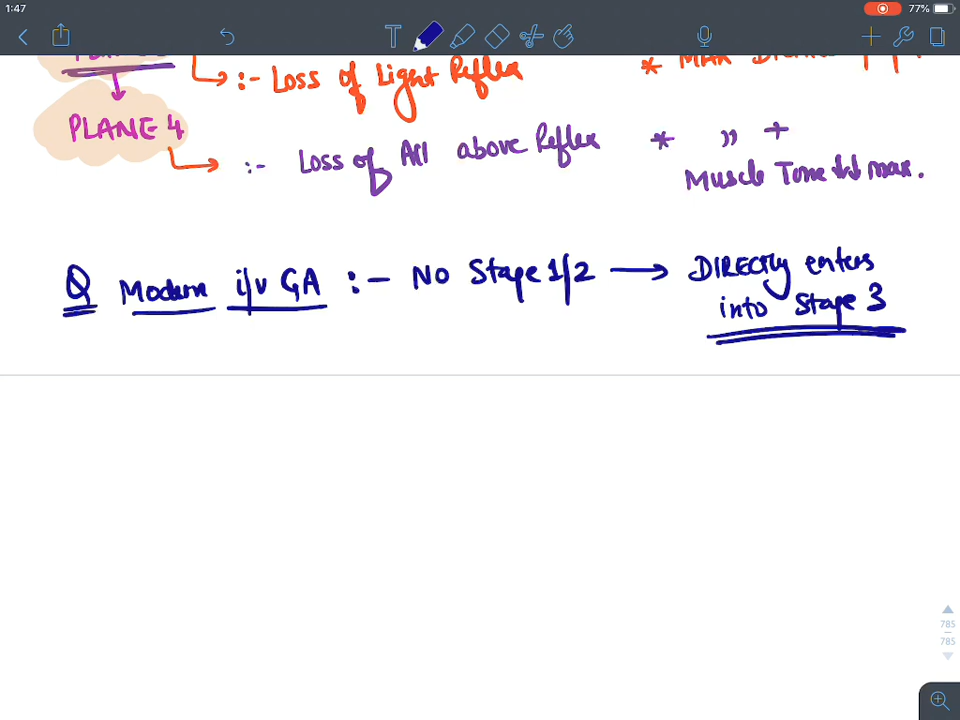 1:47 77%
T
:- Loss of Light Reflex *
PLANE 4
:- Loss of All above Reflex * ” +
Muscle Tone ↓↓↓ max.
Q Modern i/v GA :- NO Stage 1/2 → DIRECtly enters
into Stage 3
785
785